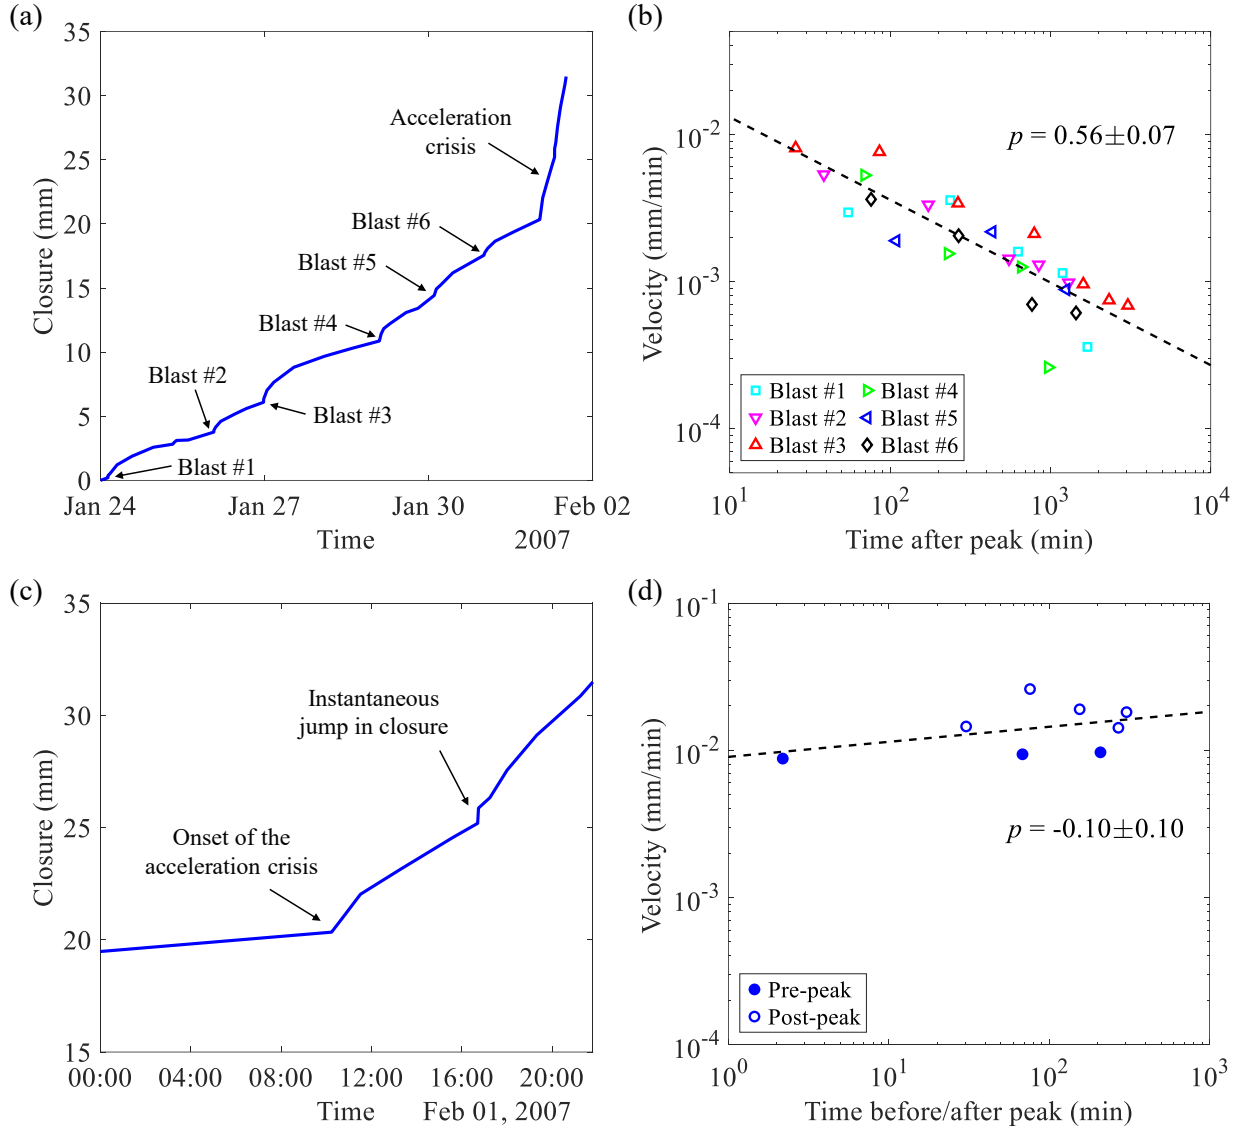 (a)
35
30
25
20
15
10
5
0
Closure (mm)
Acceleration
crisis
Blast #6
Blast #5
Blast #4
Blast #2
Blast #3
Blast #1
Jan 24
Jan 27
Jan 30
Feb 02
Time
2007
(b)
10^-2
10^-3
10^-4
Velocity (mm/min)
p = 0.56±0.07
Blast #1
Blast #4
Blast #2
Blast #5
Blast #3
Blast #6
10^1
10^2
10^3
10^4
Time after peak (min)
(c)
35
30
25
20
15
Closure (mm)
Instantaneous
jump in closure
Onset of the
acceleration crisis
00:00
04:00
08:00
12:00
16:00
20:00
Time
Feb 01, 2007
(d)
10^-1
10^-2
10^-3
10^-4
Velocity (mm/min)
p = -0.10±0.10
Pre-peak
Post-peak
10^0
10^1
10^2
10^3
Time before/after peak (min)